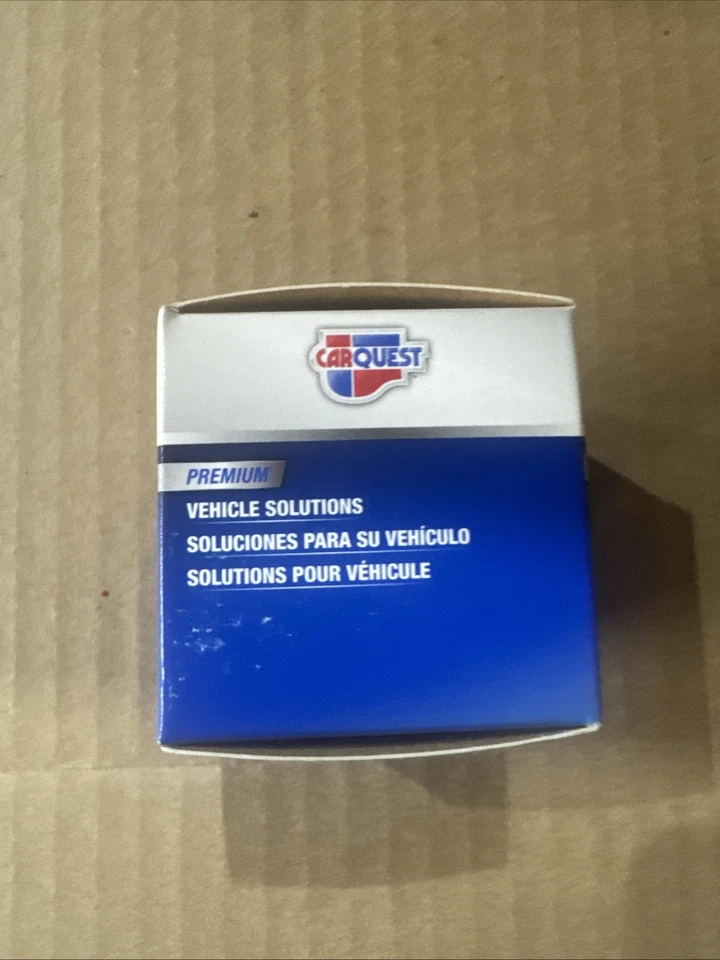 CARQUEST
PREMIUM
VEHICLE SOLUTIONS
SOLUCIONES PARA SU VEHÍCULO
SOLUTIONS POUR VÉHICULE